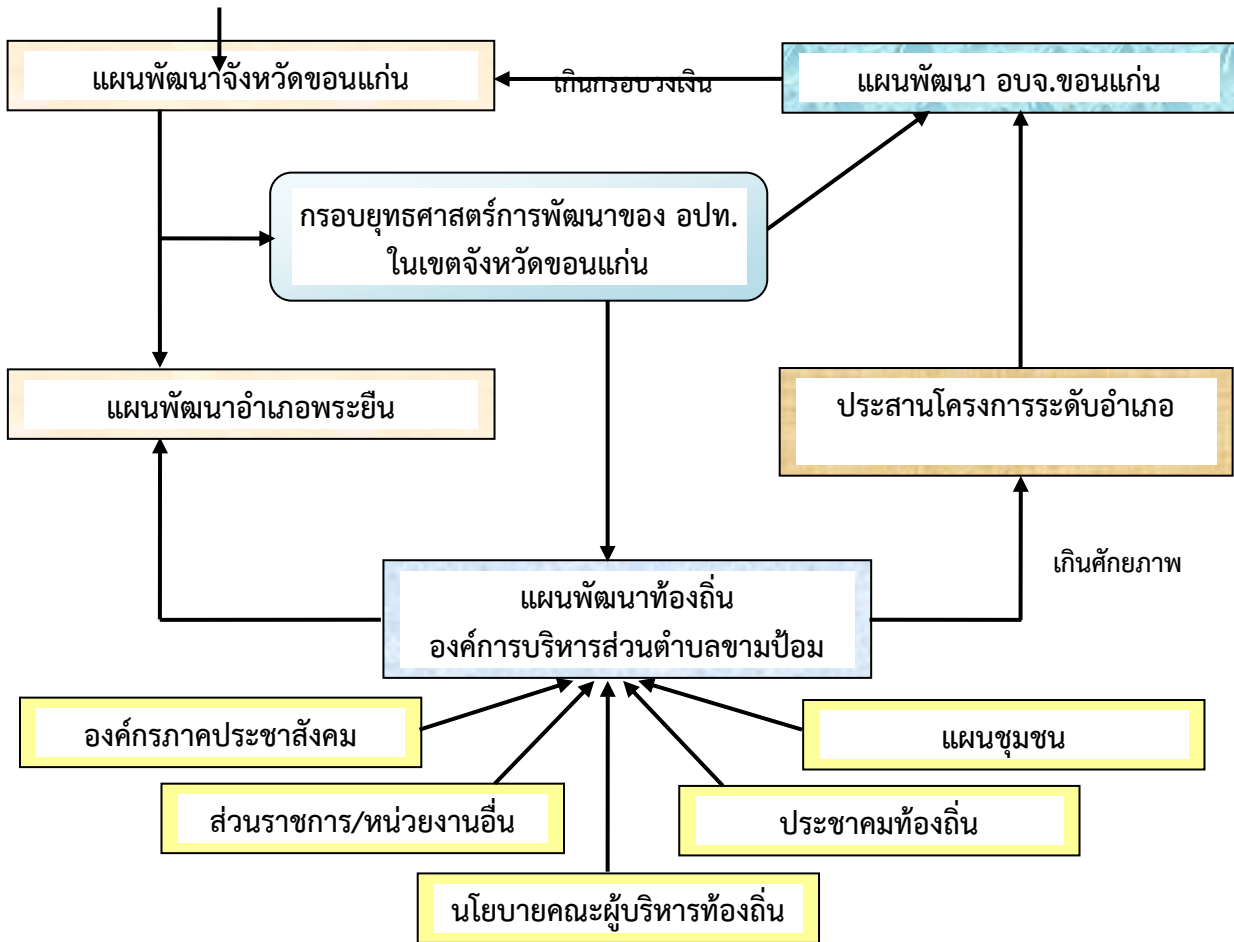 แผนพัฒนาจังหวัดขอนแก่น
เกินกรอบวงเงิน
แผนพัฒนา อบจ.ขอนแก่น
กรอบยุทธศาสตร์การพัฒนาของ อปท.
ในเขตจังหวัดขอนแก่น
แผนพัฒนาอำเภอพระยืน
ประสานโครงการระดับอำเภอ
เกินศักยภาพ
แผนพัฒนาท้องถิ่น
องค์การบริหารส่วนตำบลขามป้อม
องค์กรภาคประชาสังคม
แผนชุมชน
ส่วนราชการ/หน่วยงานอื่น
ประชาคมท้องถิ่น
นโยบายคณะผู้บริหารท้องถิ่น